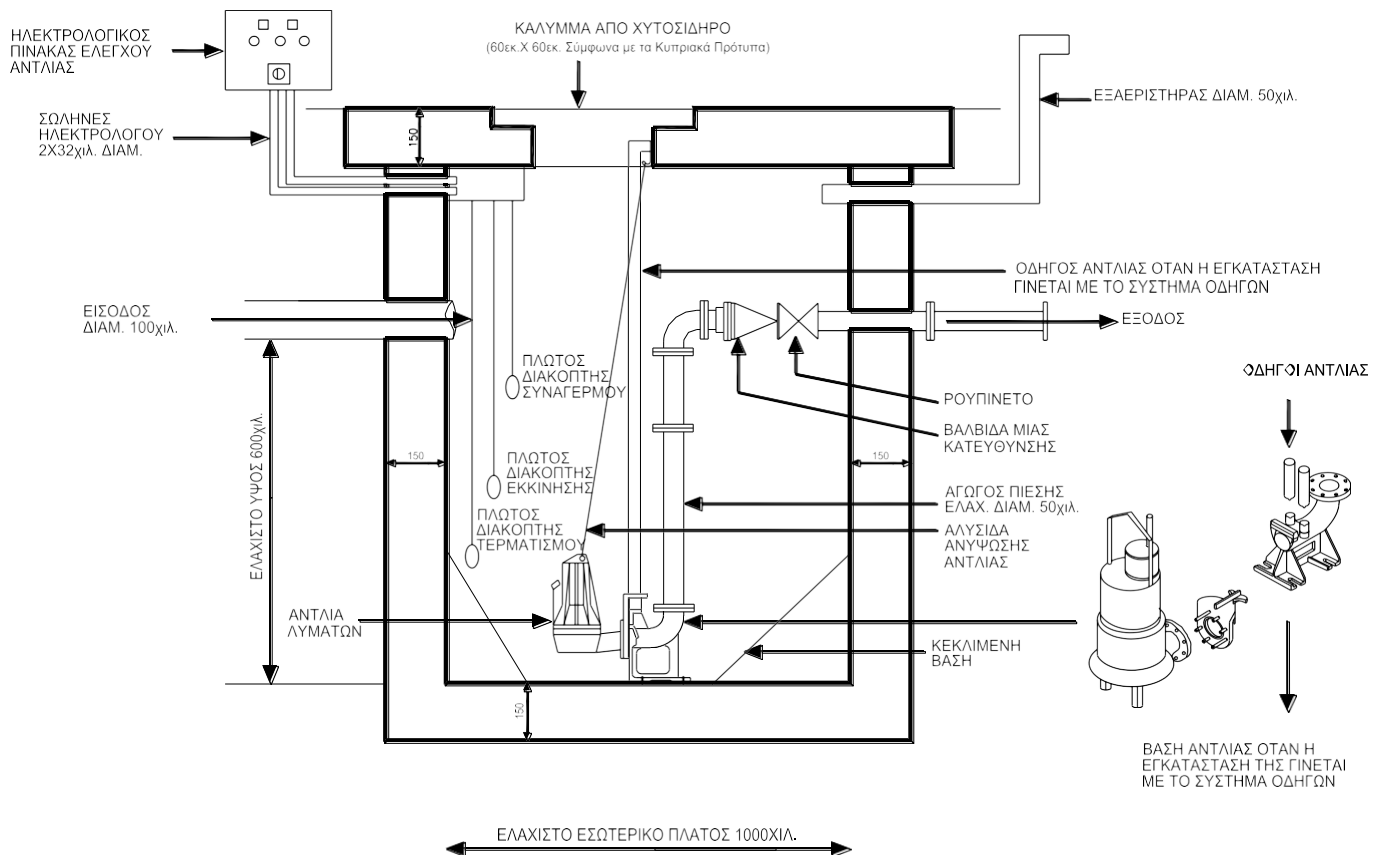 ΗΛΕΚΤΡΟΛΟΓΙΚΟΣ
ΠΙΝΑΚΑΣ ΕΛΕΓΧΟΥ
ΑΝΤΛΙΑΣ
ΚΑΛΥΜΜΑ ΑΠΟ ΧΥΤΟΣΙΔΗΡΟ
(60εκ.Χ 60εκ. Σύμφωνα με τα Κυπριακά Πρότυπα)
ΕΞΑΕΡΙΣΤΗΡΑΣ ΔΙΑΜ. 50χιλ.
ΣΩΛΗΝΕΣ
ΗΛΕΚΤΡΟΛΟΓΟΥ
2Χ32χιλ. ΔΙΑΜ.
150
ΟΔΗΓΟΣ ΑΝΤΛΙΑΣ ΟΤΑΝ Η ΕΓΚΑΤΑΣΤΑΣΗ
ΓΙΝΕΤΑΙ ΜΕ ΤΟ ΣΥΣΤΗΜΑ ΟΔΗΓΩΝ
ΕΙΣΟΔΟΣ
ΔΙΑΜ. 100χιλ.
ΕΞΟΔΟΣ
ΠΛΩΤΟΣ
ΔΙΑΚΟΠΤΗΣ
ΣΥΝΑΓΕΡΜΟΥ
ΟΔΗΓΟΙ ΑΝΤΛΙΑΣ
ΡΟΥΠΙΝΕΤΟ
ΒΑΛΒΙΔΑ ΜΙΑΣ
ΚΑΤΕΥΘΥΝΣΗΣ
ΕΛΑΧΙΣΤΟ ΥΨΟΣ 600χιλ.
150
150
ΠΛΩΤΟΣ
ΔΙΑΚΟΠΤΗΣ
ΕΚΚΙΝΗΣΗΣ
ΑΓΩΓΟΣ ΠΙΕΣΗΣ
ΕΛΑΧ. ΔΙΑΜ. 50χιλ.
ΠΛΩΤΟΣ
ΔΙΑΚΟΠΤΗΣ
ΤΕΡΜΑΤΙΣΜΟΥ
ΑΛΥΣΙΔΑ
ΑΝΥΨΩΣΗΣ
ΑΝΤΛΙΑΣ
ΑΝΤΛΙΑ
ΛΥΜΑΤΩΝ
ΚΕΚΛΙΜΕΝΗ
ΒΑΣΗ
150
ΒΑΣΗ ΑΝΤΛΙΑΣ ΟΤΑΝ Η
ΕΓΚΑΤΑΣΤΑΣΗ ΤΗΣ ΓΙΝΕΤΑΙ
ΜΕ ΤΟ ΣΥΣΤΗΜΑ ΟΔΗΓΩΝ
ΕΛΑΧΙΣΤΟ ΕΣΩΤΕΡΙΚΟ ΠΛΑΤΟΣ 1000ΧΙΛ.